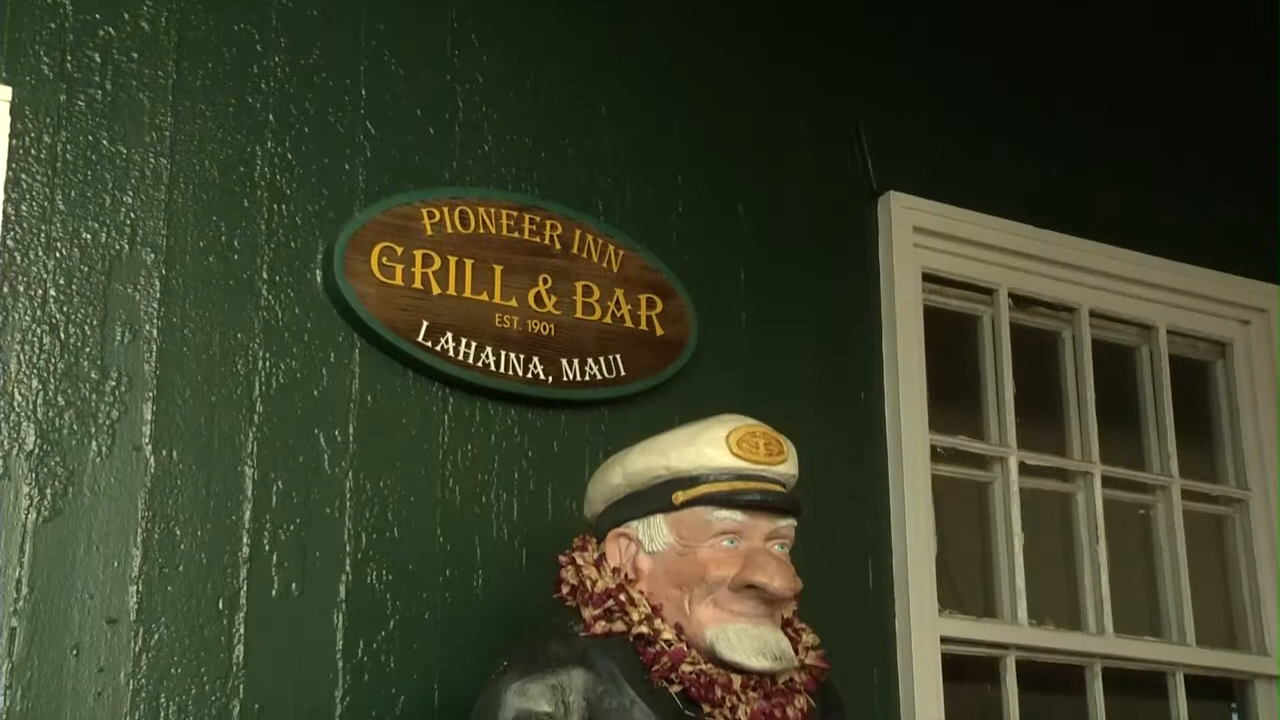 PIONEER INN
GRILL & BAR
EST. 1901
LAHAINA, MAUI